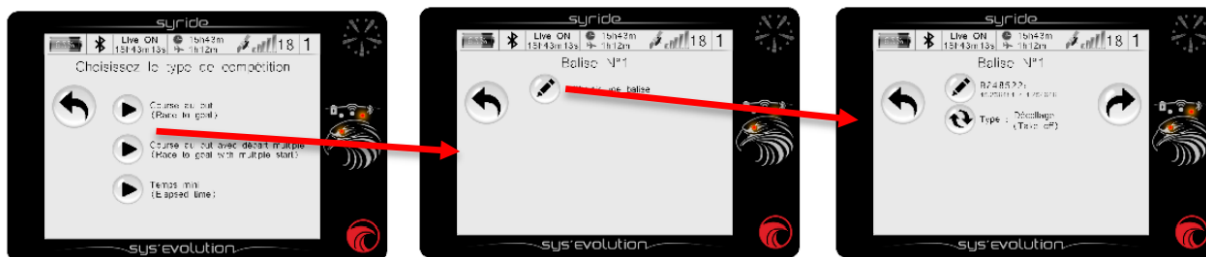 syride
Live ON 15h43m
15h43m13s 1h12m 18 1
Choisissez le type de compétition
Course au but
(Race to goal)
Course au but avec départ multiple
(Race to goal with multiple start)
Temps mini
(Elapsed time)
sys'evolution
syride
Live ON 15h43m
15h43m13s 1h12m 18 1
Balise N°1
une balise
sys'evolution
syride
Live ON 15h43m
15h43m13s 1h12m 18 1
Balise N°1
Type : Décollage
(Take off)
sys'evolution